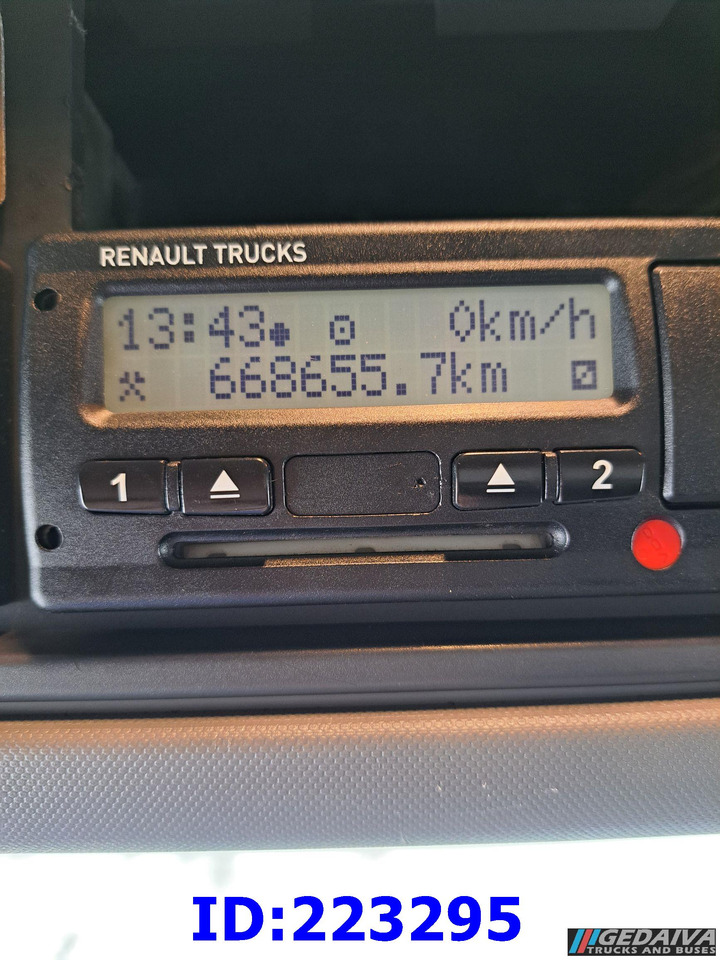 RENAULT TRUCKS
13:43 0km/h
668655.7km
1 2
ID:223295
GEDAIVA
TRUCKS AND BUSES